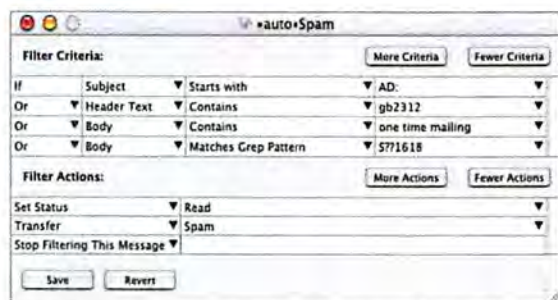 •auto•Spam
Filter Criteria: More Criteria Fewer Criteria
If Subject Starts with AD:
Or Header Text Contains gb2312
Or Body Contains one time mailing
Or Body Matches Grep Pattern S??1618
Filter Actions: More Actions Fewer Actions
Set Status Read
Transfer Spam
Stop Filtering This Message
Save Revert